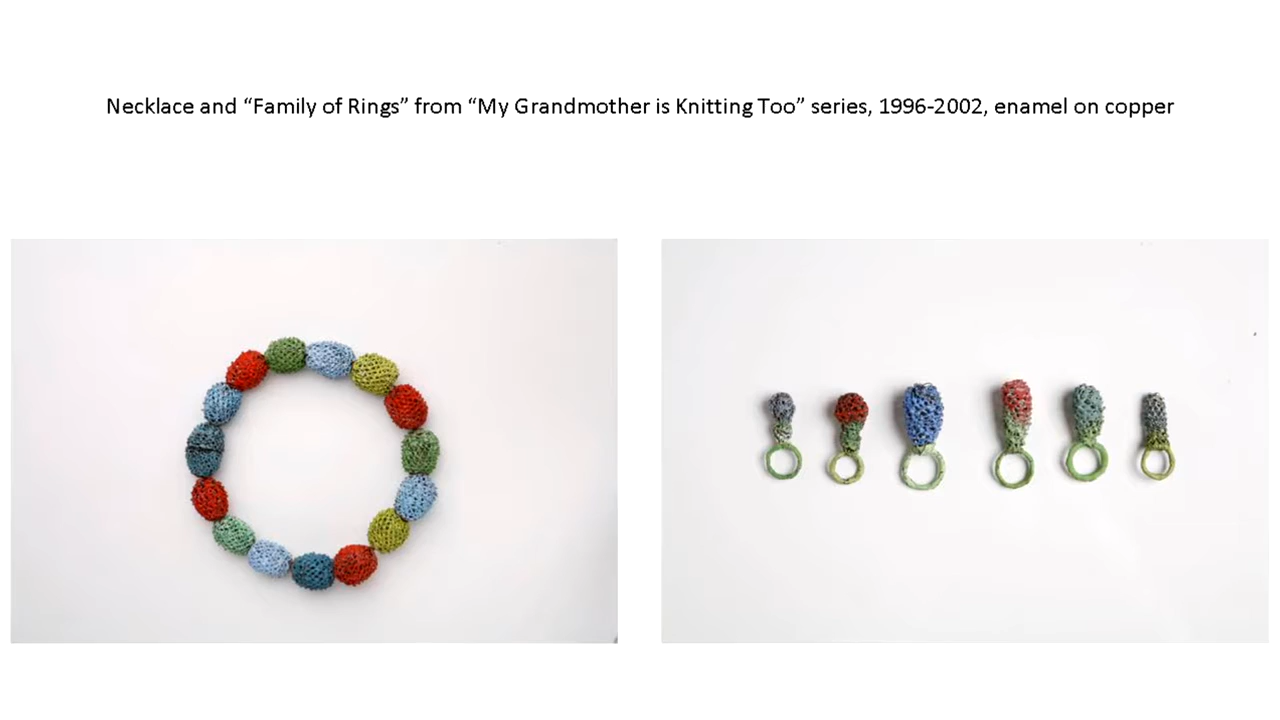 Necklace and “Family of Rings” from “My Grandmother is Knitting Too” series, 1996-2002, enamel on copper